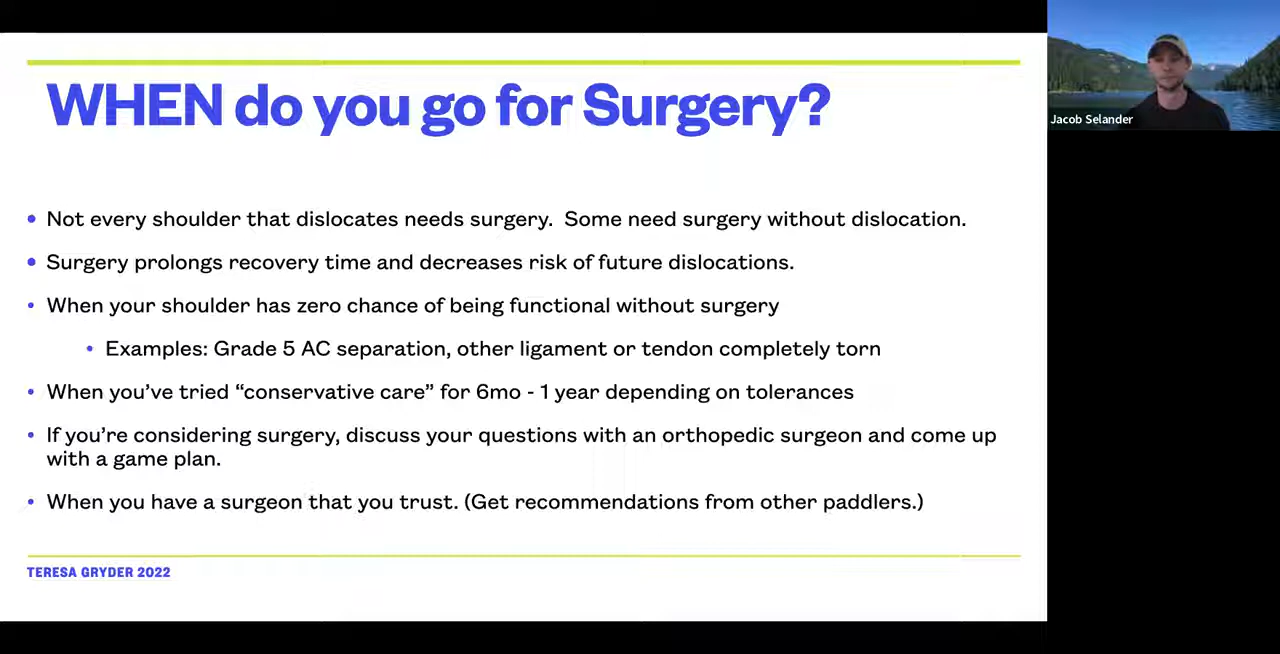 WHEN do you go for Surgery?
• Not every shoulder that dislocates needs surgery.  Some need surgery without dislocation.
• Surgery prolongs recovery time and decreases risk of future dislocations.
• When your shoulder has zero chance of being functional without surgery
• Examples: Grade 5 AC separation, other ligament or tendon completely torn
• When you’ve tried “conservative care” for 6mo - 1 year depending on tolerances
• If you’re considering surgery, discuss your questions with an orthopedic surgeon and come up
with a game plan.
• When you have a surgeon that you trust. (Get recommendations from other paddlers.)
TERESA GRYDER 2022
Jacob Selander